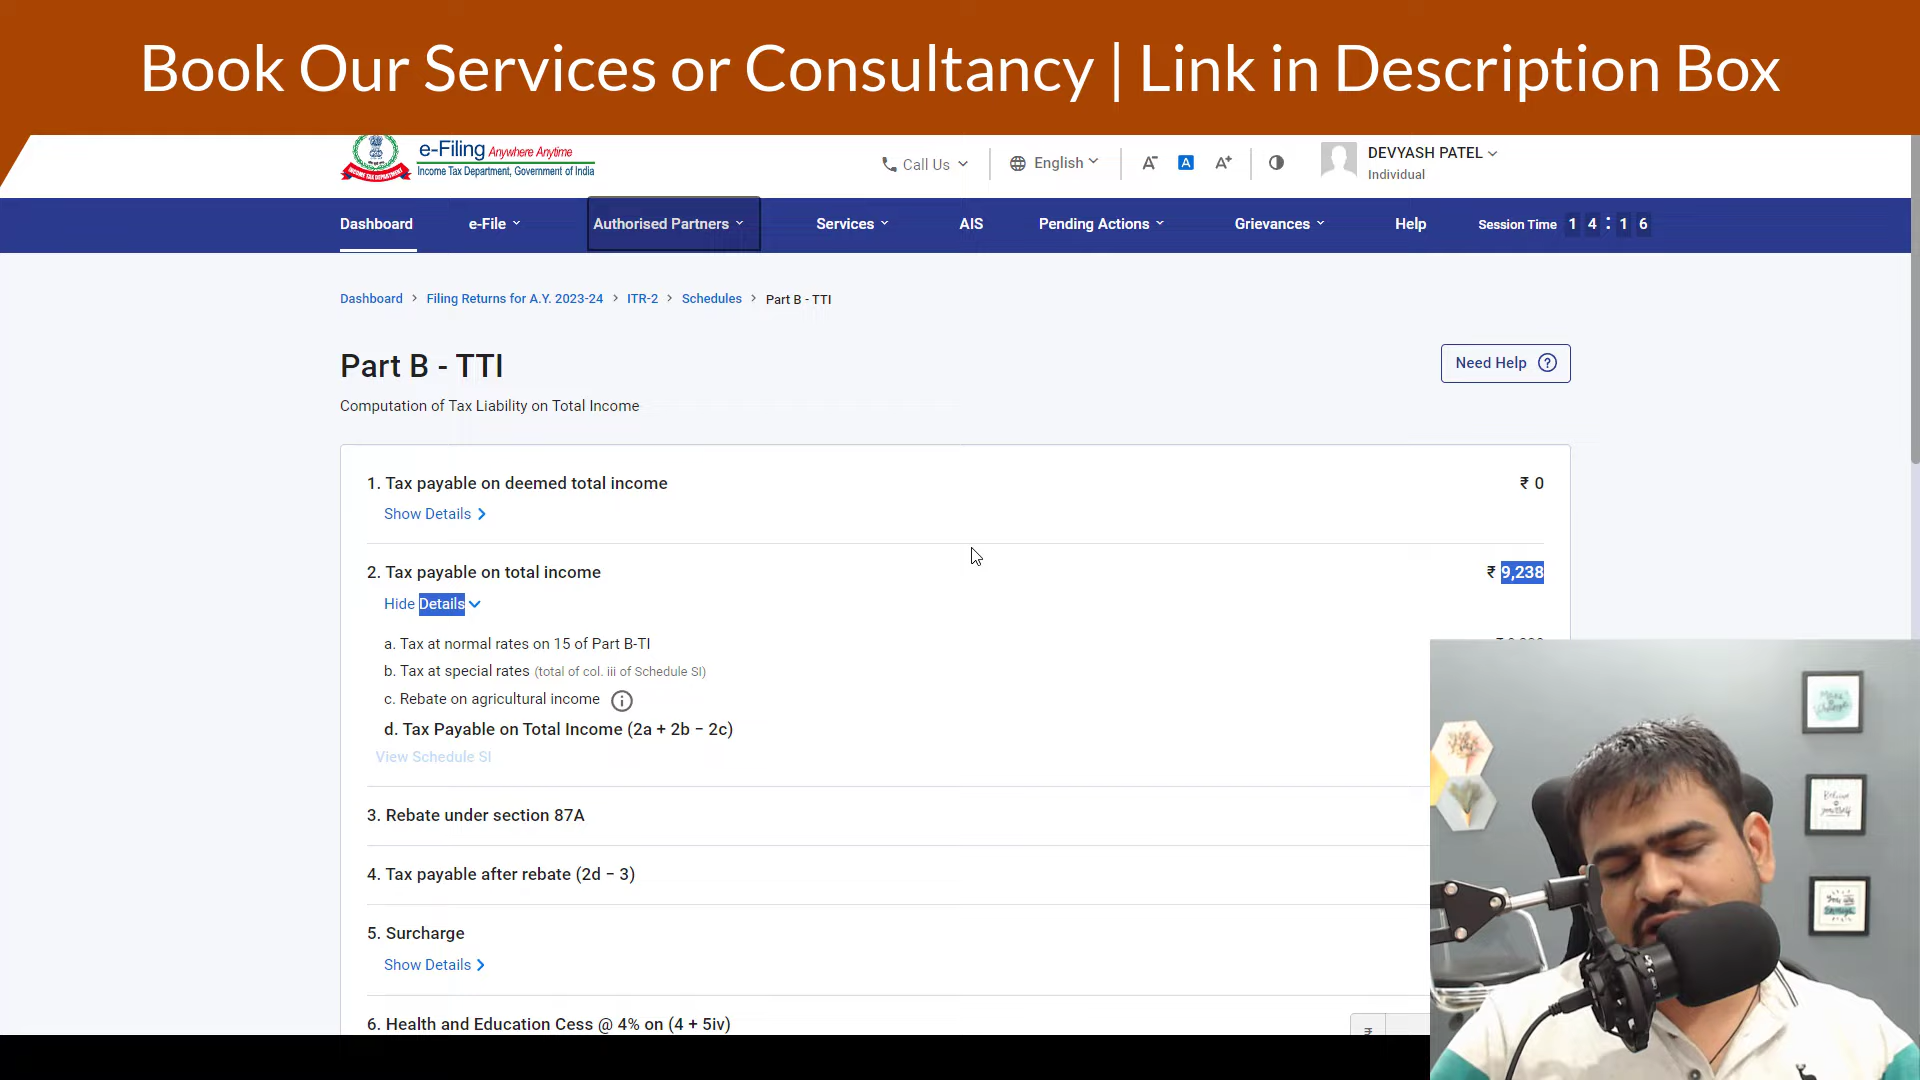 Book Our Services or Consultancy | Link in Description Box
e-Filing Anywhere Anytime
Income Tax Department, Government of India
Call Us
English
A-
A
A+
DEVYASH PATEL
Individual
Dashboard
e-File
Authorised Partners
Services
AIS
Pending Actions
Grievances
Help
Session Time 1 4 : 1 6
Dashboard > Filing Returns for A.Y. 2023-24 > ITR-2 > Schedules > Part B - TTI
Part B - TTI
Need Help ?
Computation of Tax Liability on Total Income
1. Tax payable on deemed total income ₹ 0
Show Details
2. Tax payable on total income ₹ 9,238
Hide Details
a. Tax at normal rates on 15 of Part B-TI
b. Tax at special rates (total of col. iii of Schedule SI)
c. Rebate on agricultural income
d. Tax Payable on Total Income (2a + 2b − 2c)
View Schedule SI
3. Rebate under section 87A
4. Tax payable after rebate (2d − 3)
5. Surcharge
Show Details
6. Health and Education Cess @ 4% on (4 + 5iv)
₹